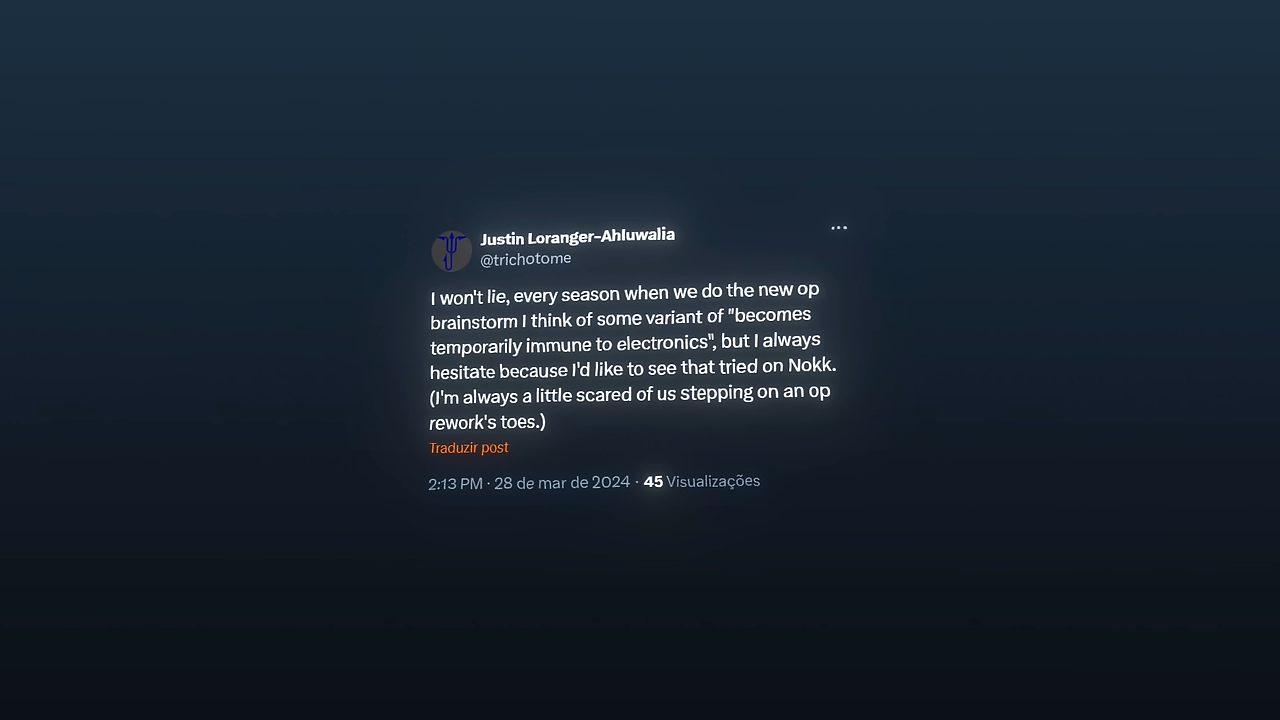 Justin Loranger-Ahluwalia
@trichotome
I won't lie, every season when we do the new op
brainstorm I think of some variant of "becomes
temporarily immune to electronics", but I always
hesitate because I'd like to see that tried on Nokk.
(I'm always a little scared of us stepping on an op
rework's toes.)
Traduzir post
2:13 PM · 28 de mar de 2024 · 45 Visualizações